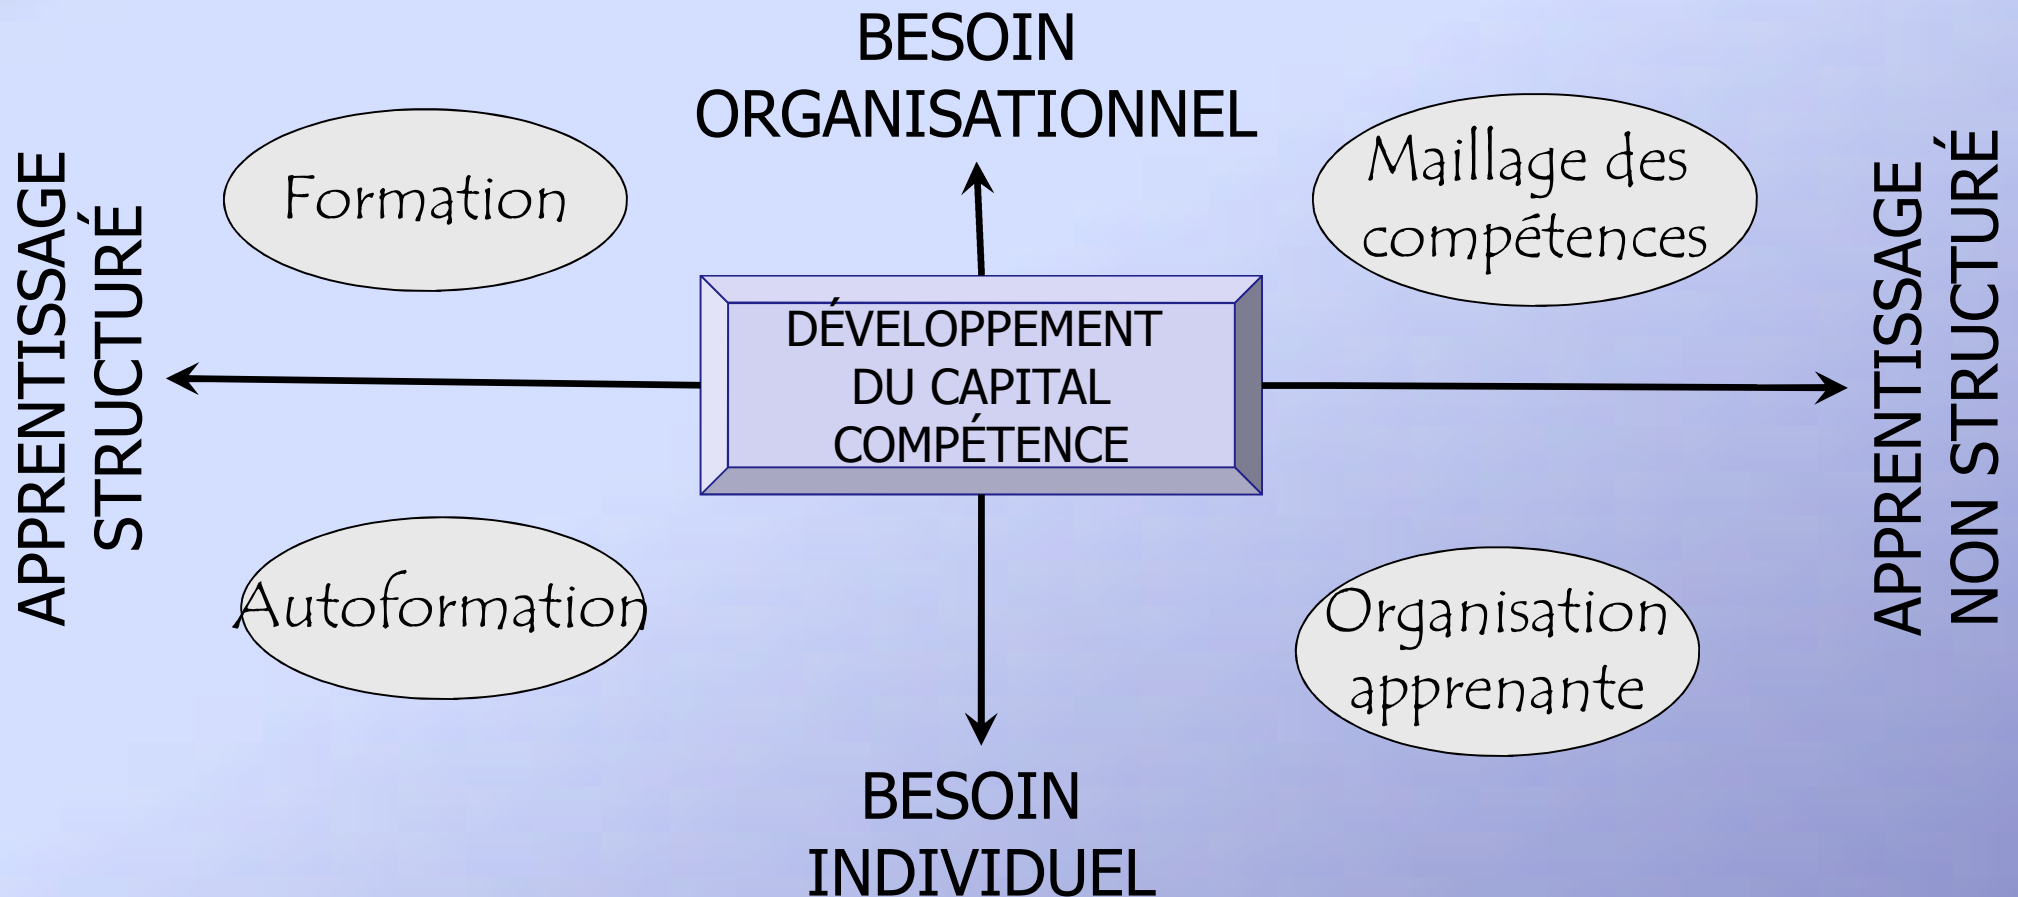 BESOIN
ORGANISATIONNEL
Formation
Maillage des
compétences
APPRENTISSAGE
STRUCTURÉ
DÉVELOPPEMENT
DU CAPITAL
COMPÉTENCE
APPRENTISSAGE
NON STRUCTURÉ
Autoformation
Organisation
apprenante
BESOIN
INDIVIDUEL